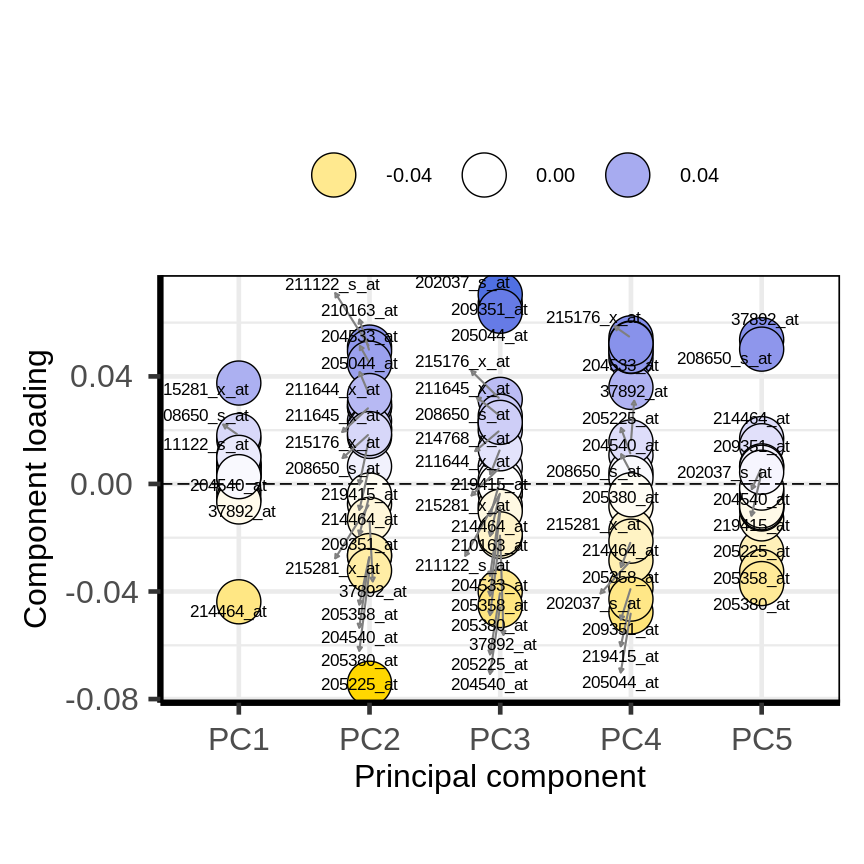 -0.04 0.00 0.04
Component loading
0.04
0.00
-0.04
-0.08
15281_x_at
08650_s_at
11122_s_at
204540_at
37892_at
214464_at
211122_s_at
210163_at
204533_at
205044_at
211644_x_at
211645_x_at
215176_x_at
208650_s_at
219415_at
214464_at
209351_at
215281_x_at
37892_at
205358_at
204540_at
205380_at
205225_at
202037_s_at
209351_at
205044_at
215176_x_at
211645_x_at
208650_s_at
214768_x_at
211644_x_at
219415_at
215281_x_at
214464_at
210163_at
211122_s_at
204533_at
205358_at
205380_at
37892_at
205225_at
204540_at
215176_x_at
204533_at
37892_at
205225_at
204540_at
208650_s_at
205380_at
215281_x_at
214464_at
205358_at
202037_s_at
209351_at
219415_at
205044_at
37892_at
208650_s_at
214464_at
209351_at
202037_s_at
204540_at
219415_at
205225_at
205358_at
205380_at
PC1 PC2 PC3 PC4 PC5
Principal component